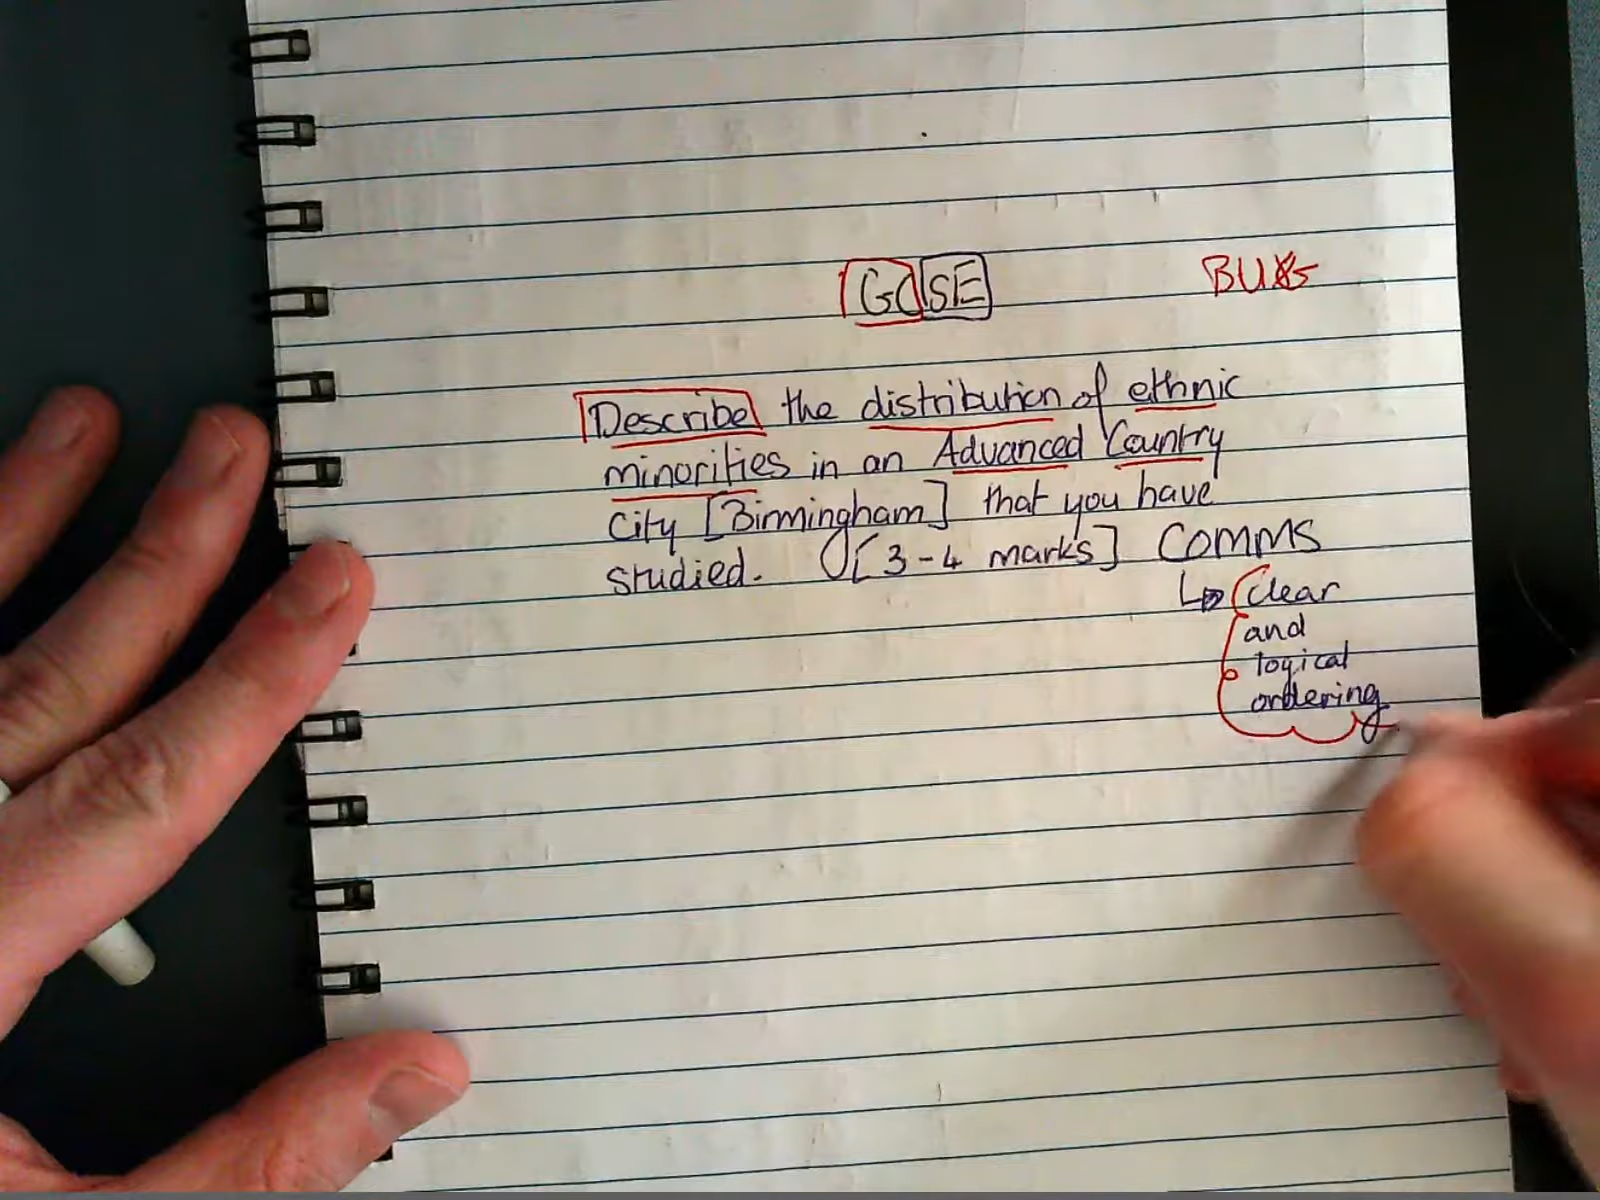 GCSE
BUG
Describe the distribution of ethnic
minorities in an Advanced Country
City [Birmingham] that you have
studied. [3-4 marks] COMMS
Clear
and
logical
ordering